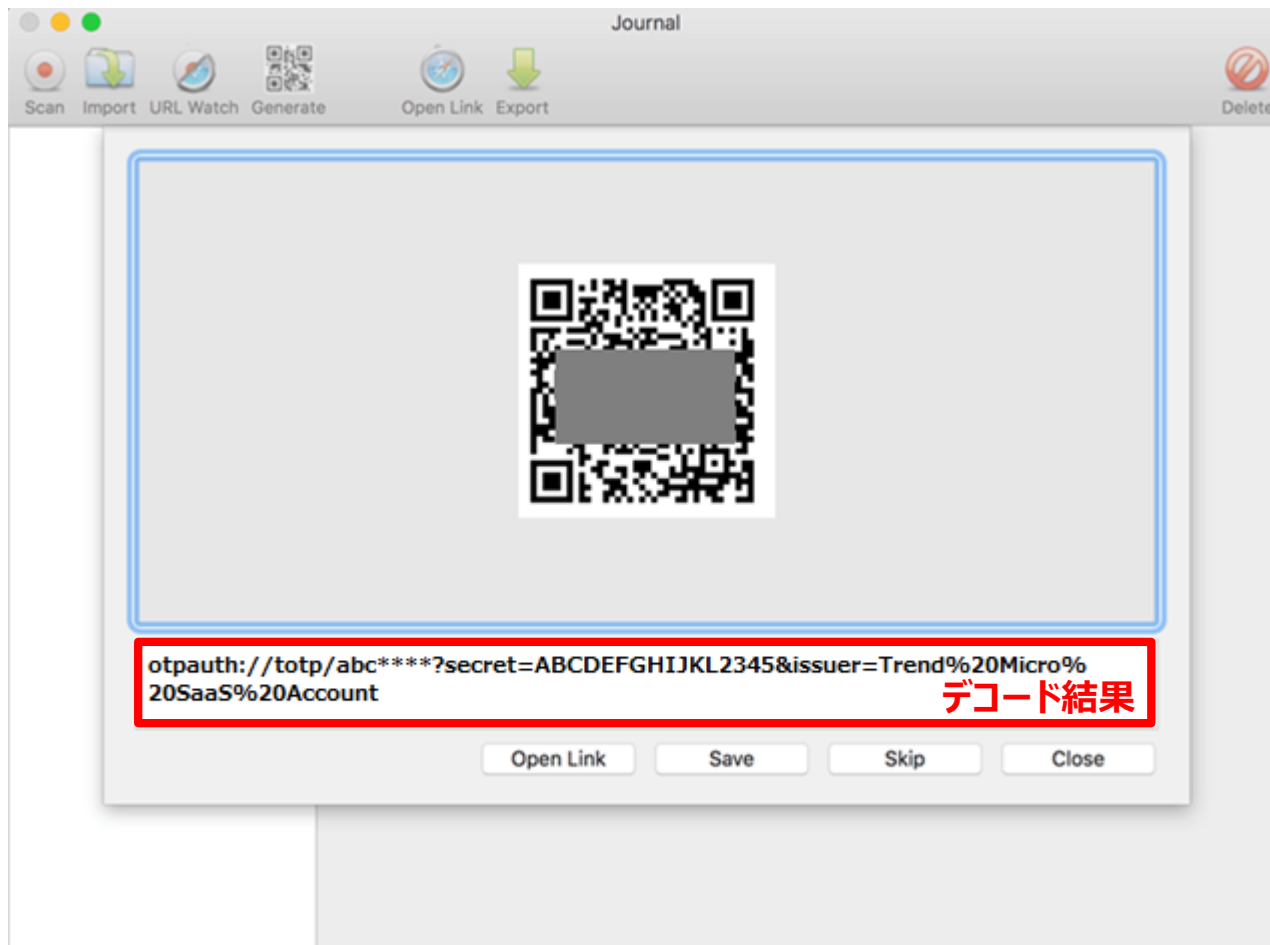 Journal
Scan Import URL Watch Generate Open Link Export Delete
otpauth://totp/abc****?secret=ABCDEFGHIJKL2345&issuer=Trend%20Micro%
20SaaS%20Account
デコード結果
Open Link Save Skip Close